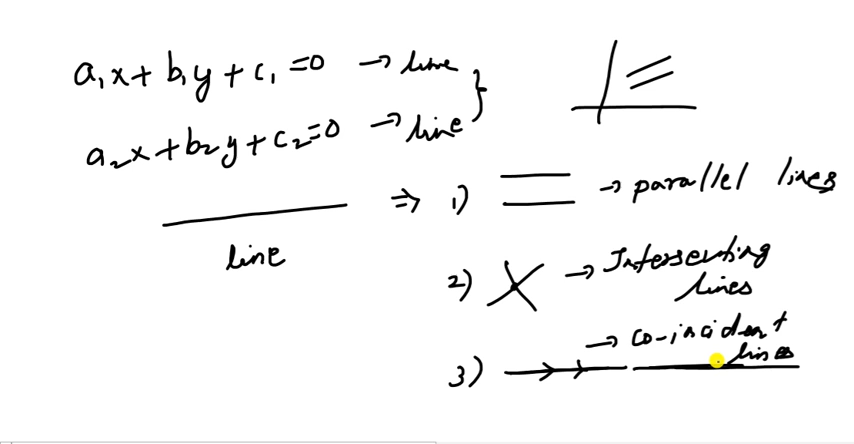 a₁x + b₁y + c₁ = 0 → line
a₂x + b₂y + c₂ = 0 → line
line
⇒ 1) → parallel lines
2) → Intersecting
lines
3) → co-incident
lines